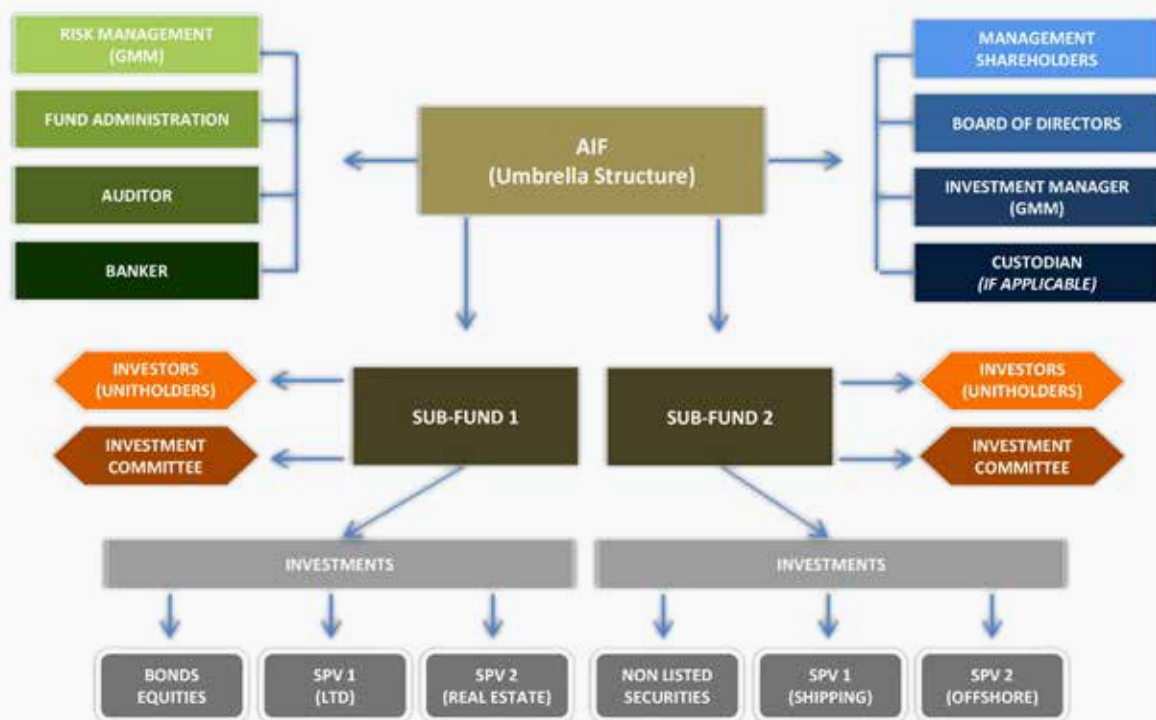 RISK MANAGEMENT
(GMM)
FUND ADMINISTRATION
AUDITOR
BANKER
AIF
(Umbrella Structure)
MANAGEMENT
SHAREHOLDERS
BOARD OF DIRECTORS
INVESTMENT MANAGER
(GMM)
CUSTODIAN
(IF APPLICABLE)
INVESTORS
(UNITHOLDERS)
INVESTMENT
COMMITTEE
SUB-FUND 1
SUB-FUND 2
INVESTORS
(UNITHOLDERS)
INVESTMENT
COMMITTEE
INVESTMENTS
INVESTMENTS
BONDS
EQUITIES
SPV 1
(LTD)
SPV 2
(REAL ESTATE)
NON LISTED
SECURITIES
SPV 1
(SHIPPING)
SPV 2
(OFFSHORE)